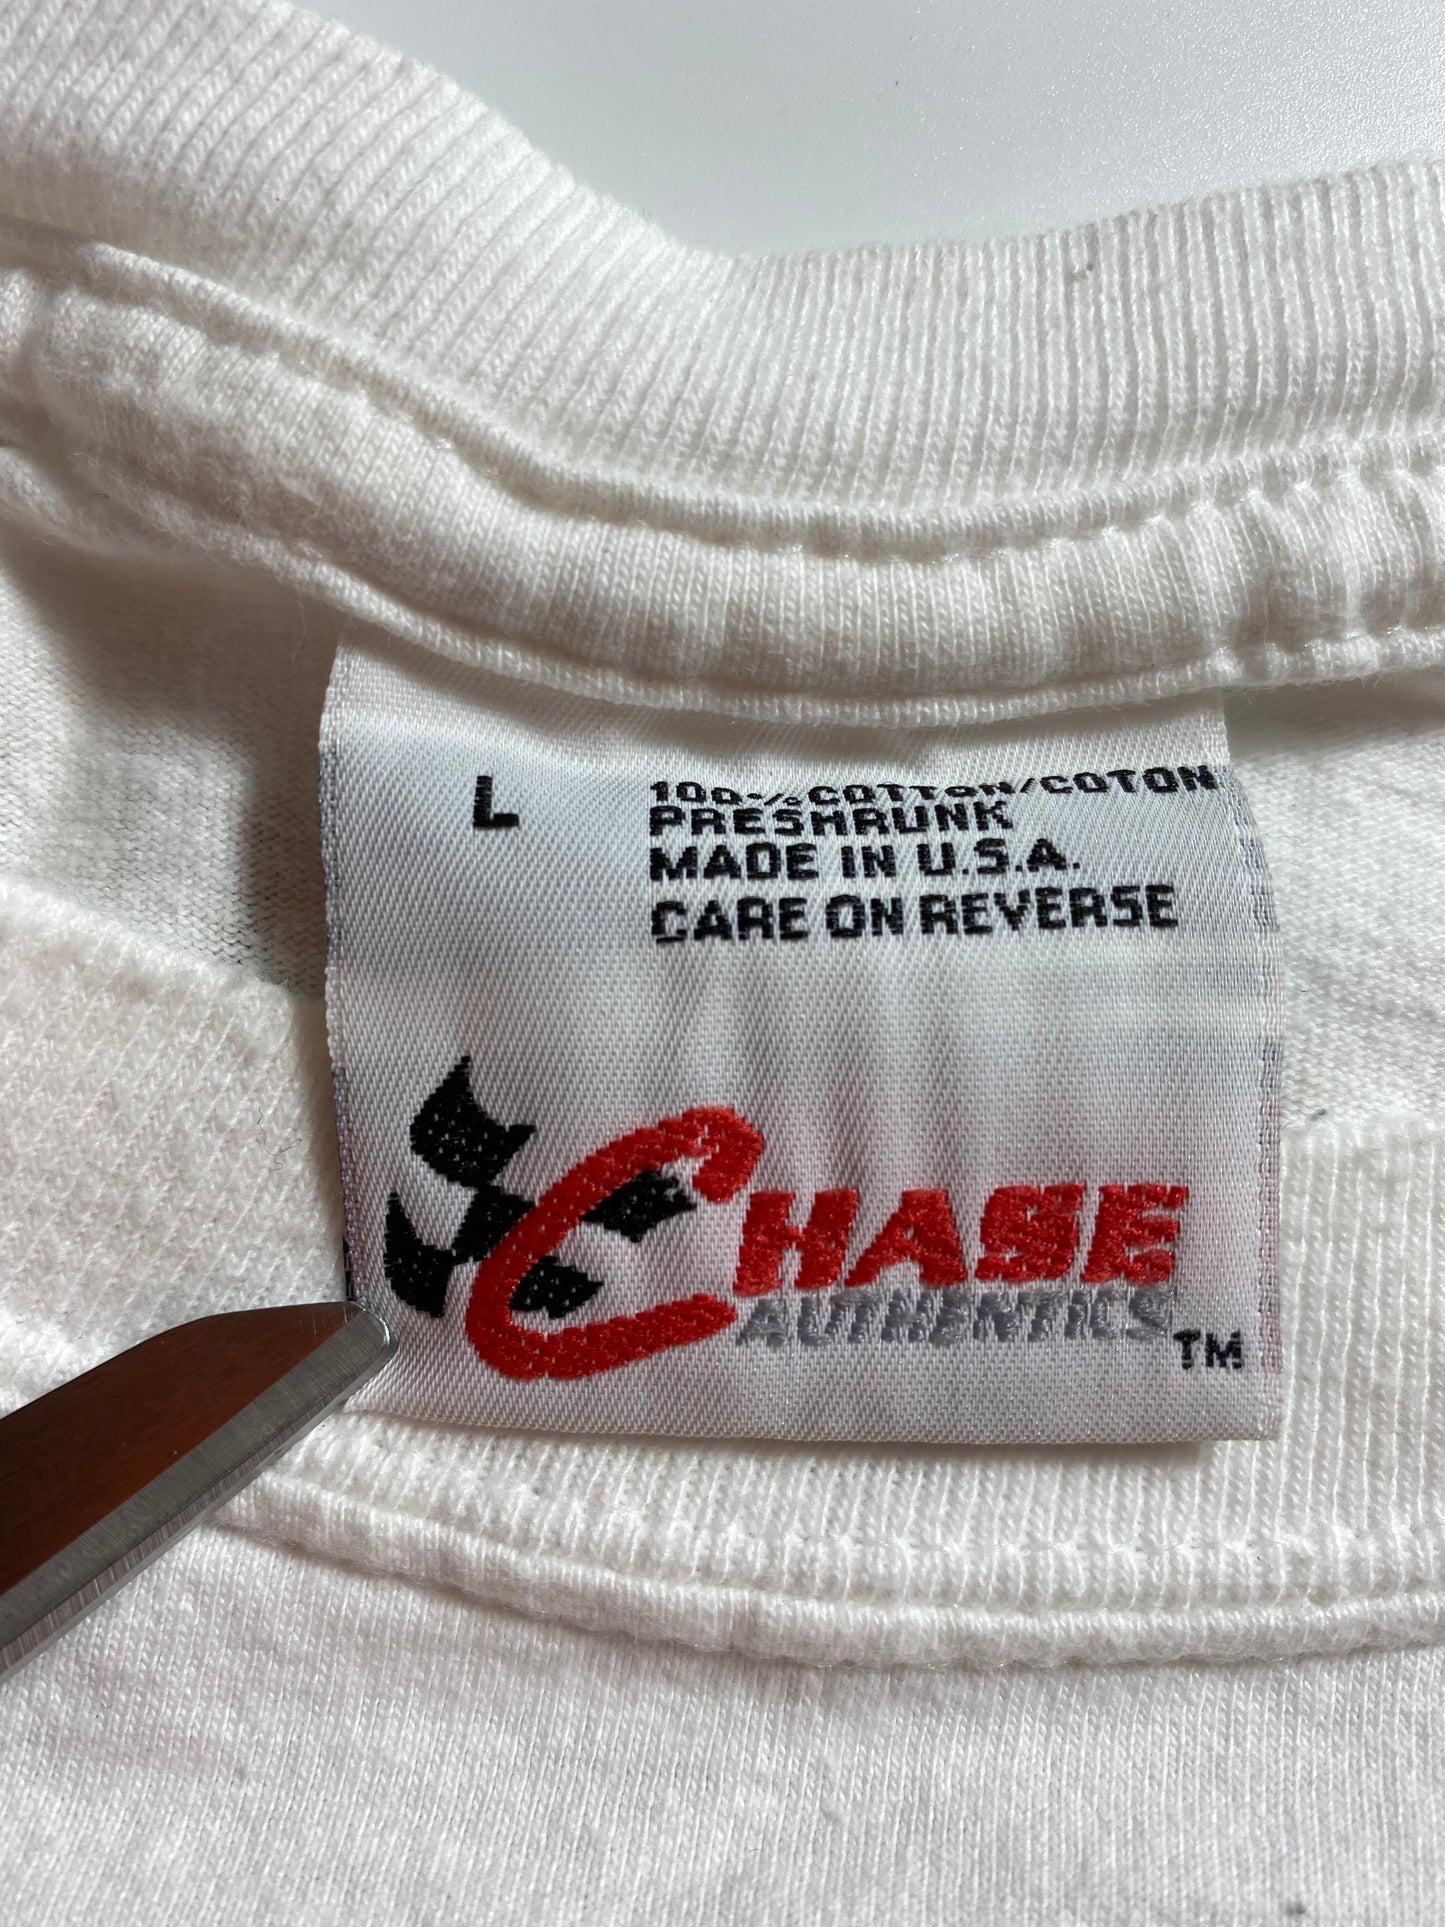 L
100% COTTON/COTON
PRESHRUNK
MADE IN U.S.A.
CARE ON REVERSE
CHASE
AUTHENTICS
TM